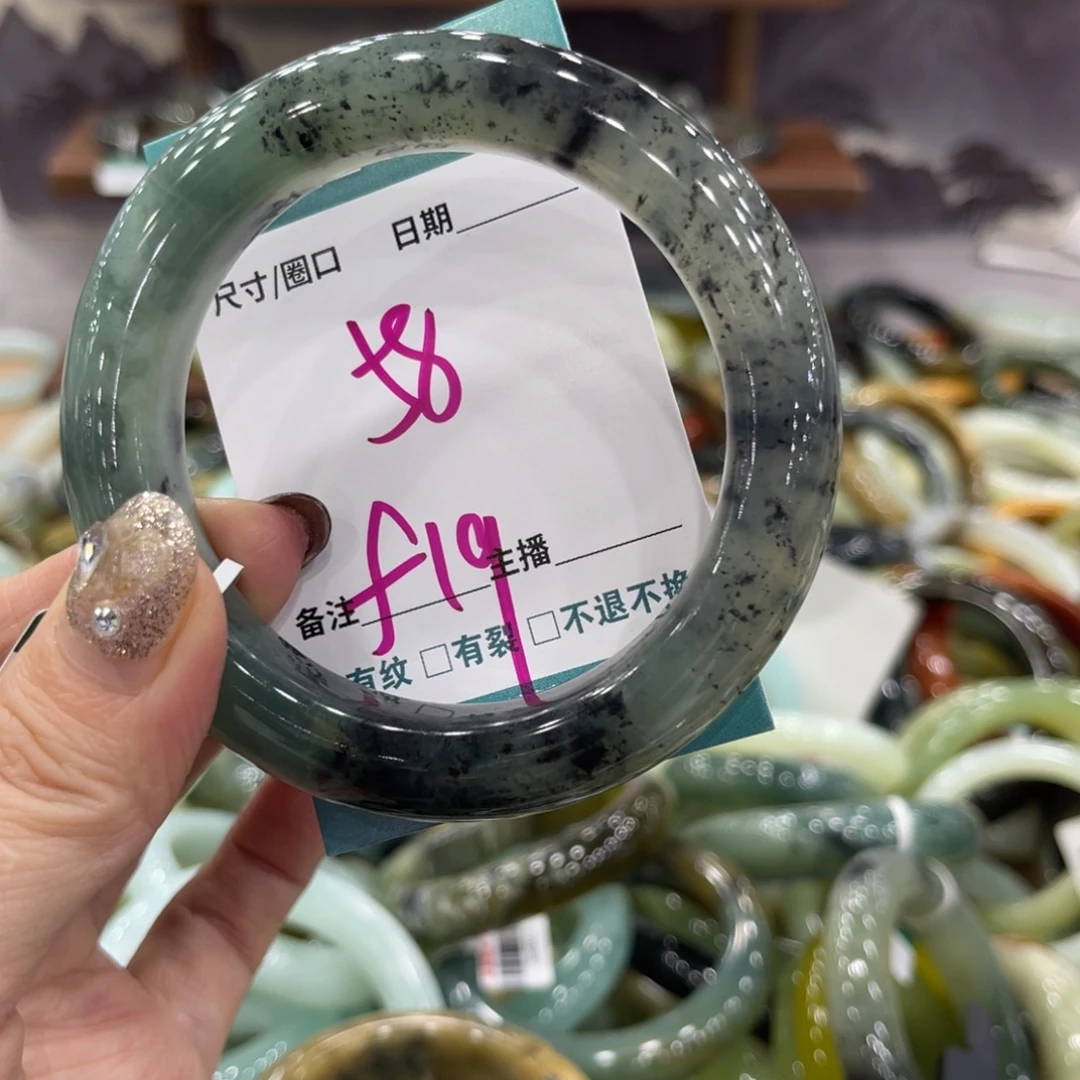 日期
尺寸/圈口
58
f19
主播
备注
有纹 □有裂 □不退不换